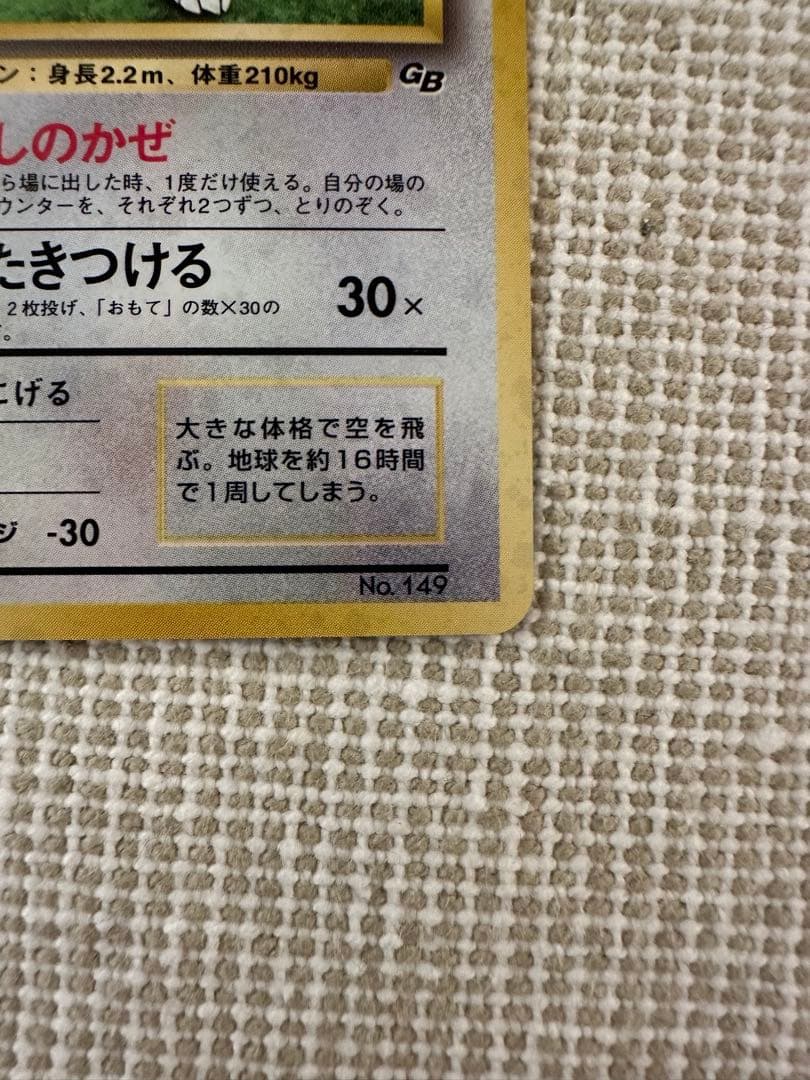 ン：身長2.2m、体重210kg
GB
しのかぜ
ら場に出した時、1度だけ使える。自分の場の
ウンターを、それぞれ2つずつ、とりのぞく。
たきつける
30×
2枚投げ、「おもて」の数×30の
。
にげる
大きな体格で空を飛
ぶ。地球を約16時間
で1周してしまう。
ジ -30
No. 149